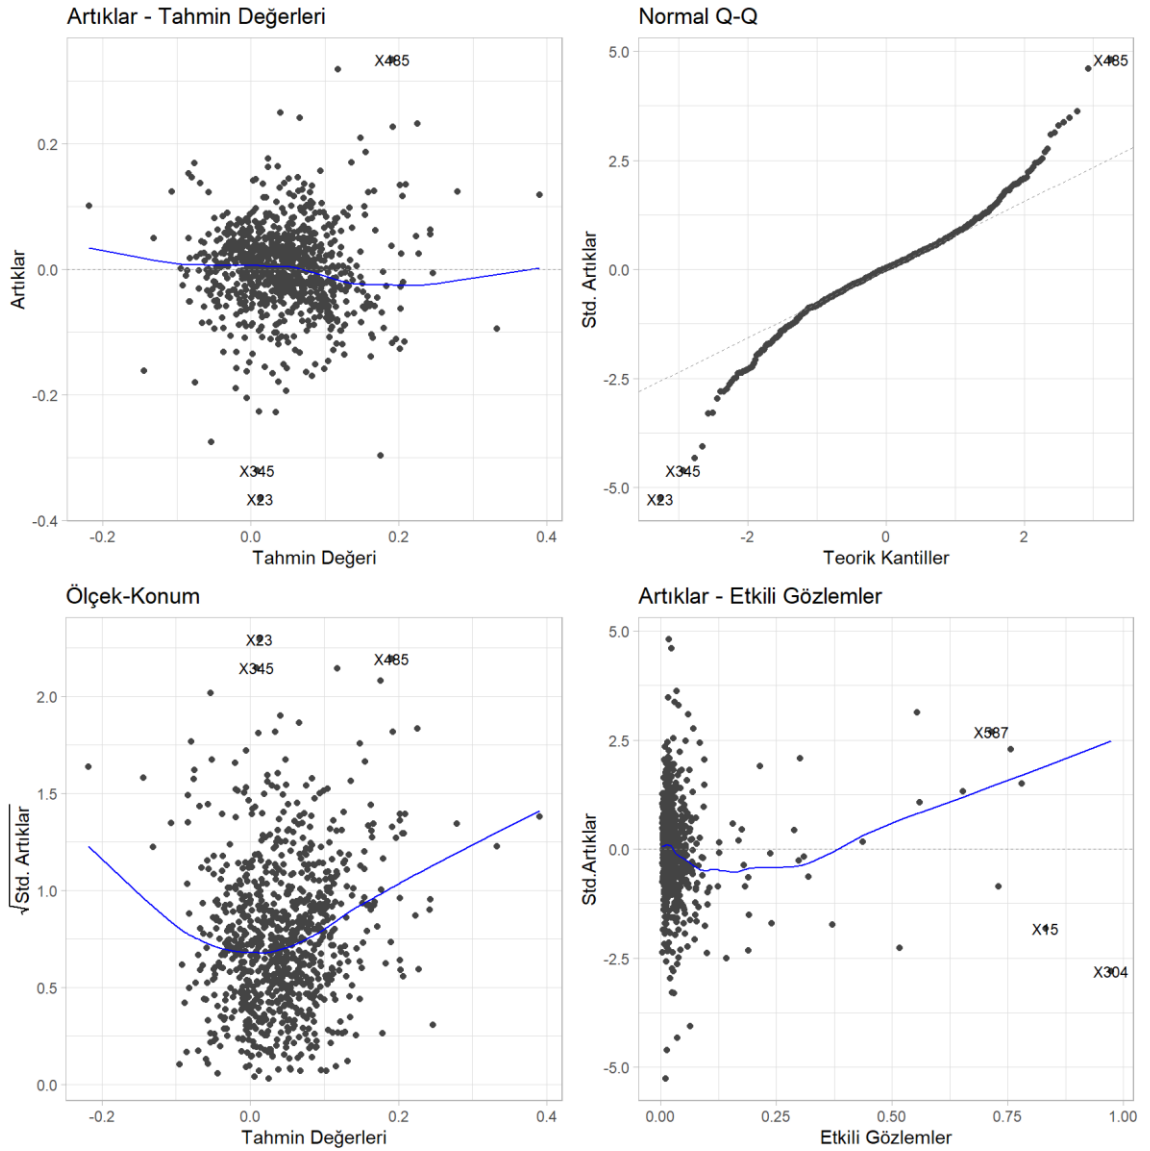 Artıklar - Tahmin Değerleri
X485
0.2
0.0
-0.2
-0.4
Artıklar
X345
X23
-0.2
0.0
0.2
0.4
Tahmin Değeri
Normal Q-Q
5.0
2.5
0.0
-2.5
-5.0
Std. Artıklar
X485
X345
X23
-2
0
2
Teorik Kantiller
Ölçek-Konum
X23
X345
X485
2.0
1.5
1.0
0.5
0.0
√Std. Artıklar
-0.2
0.0
0.2
0.4
Tahmin Değerleri
Artıklar - Etkili Gözlemler
5.0
2.5
0.0
-2.5
-5.0
Std.Artıklar
X587
X15
X304
0.00
0.25
0.50
0.75
1.00
Etkili Gözlemler